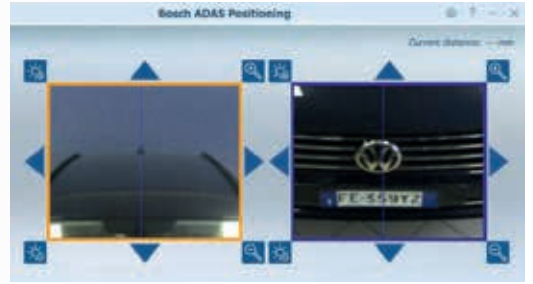 Bosch ADAS Positioning
Current distance: --- mm
FE-559YZ